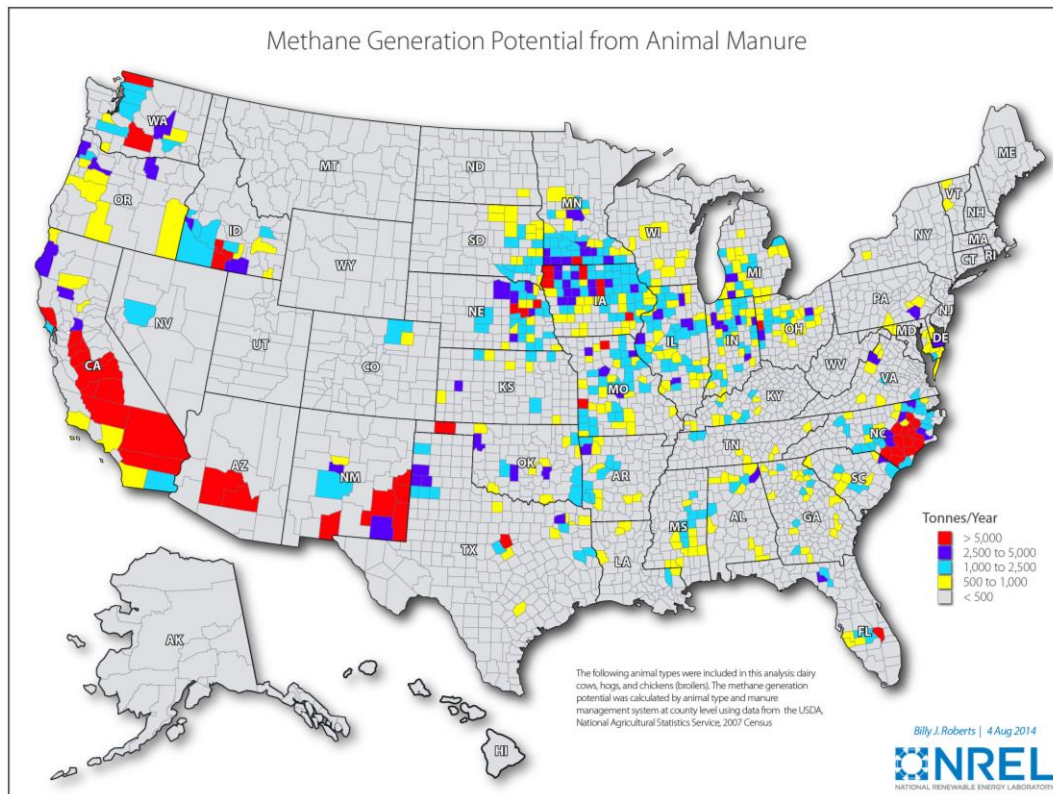 Methane Generation Potential from Animal Manure
WA
MT
ND
MN
ME
OR
ID
SD
WI
VT
NH
NY
MA
CT
RI
WY
MI
NE
IA
PA
NJ
NV
UT
CO
IL
IN
OH
MD
DE
CA
KS
MO
WV
VA
KY
AZ
NM
OK
AR
TN
NC
SC
MS
AL
GA
TX
LA
FL
AK
HI
Tonnes/Year
> 5,000
2,500 to 5,000
1,000 to 2,500
500 to 1,000
< 500
The following animal types were included in this analysis: dairy
cows, hogs, and chickens (broilers). The methane generation
potential was calculated by animal type and manure
management system at county level using data from the USDA,
National Agricultural Statistics Service, 2007 Census
Billy J. Roberts | 4 Aug 2014
NREL
NATIONAL RENEWABLE ENERGY LABORATORY